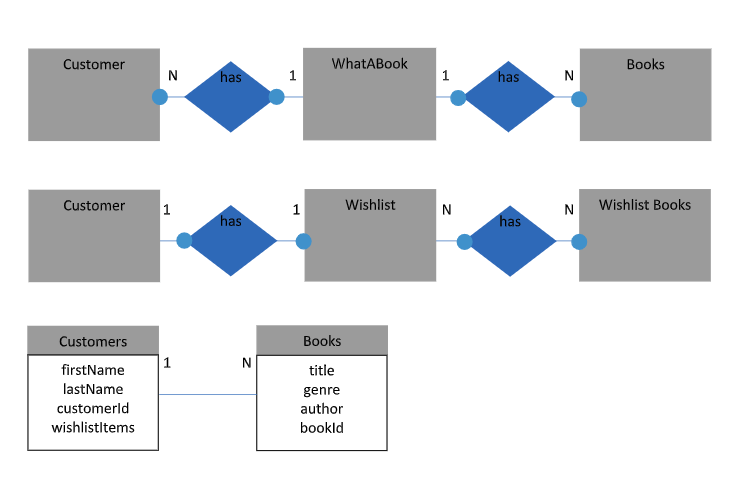 Customer N has 1 WhatABook 1 has N Books
Customer 1 has 1 Wishlist N has N Wishlist Books
Customers 1 N Books
firstName
lastName
customerId
wishlistItems
title
genre
author
bookId